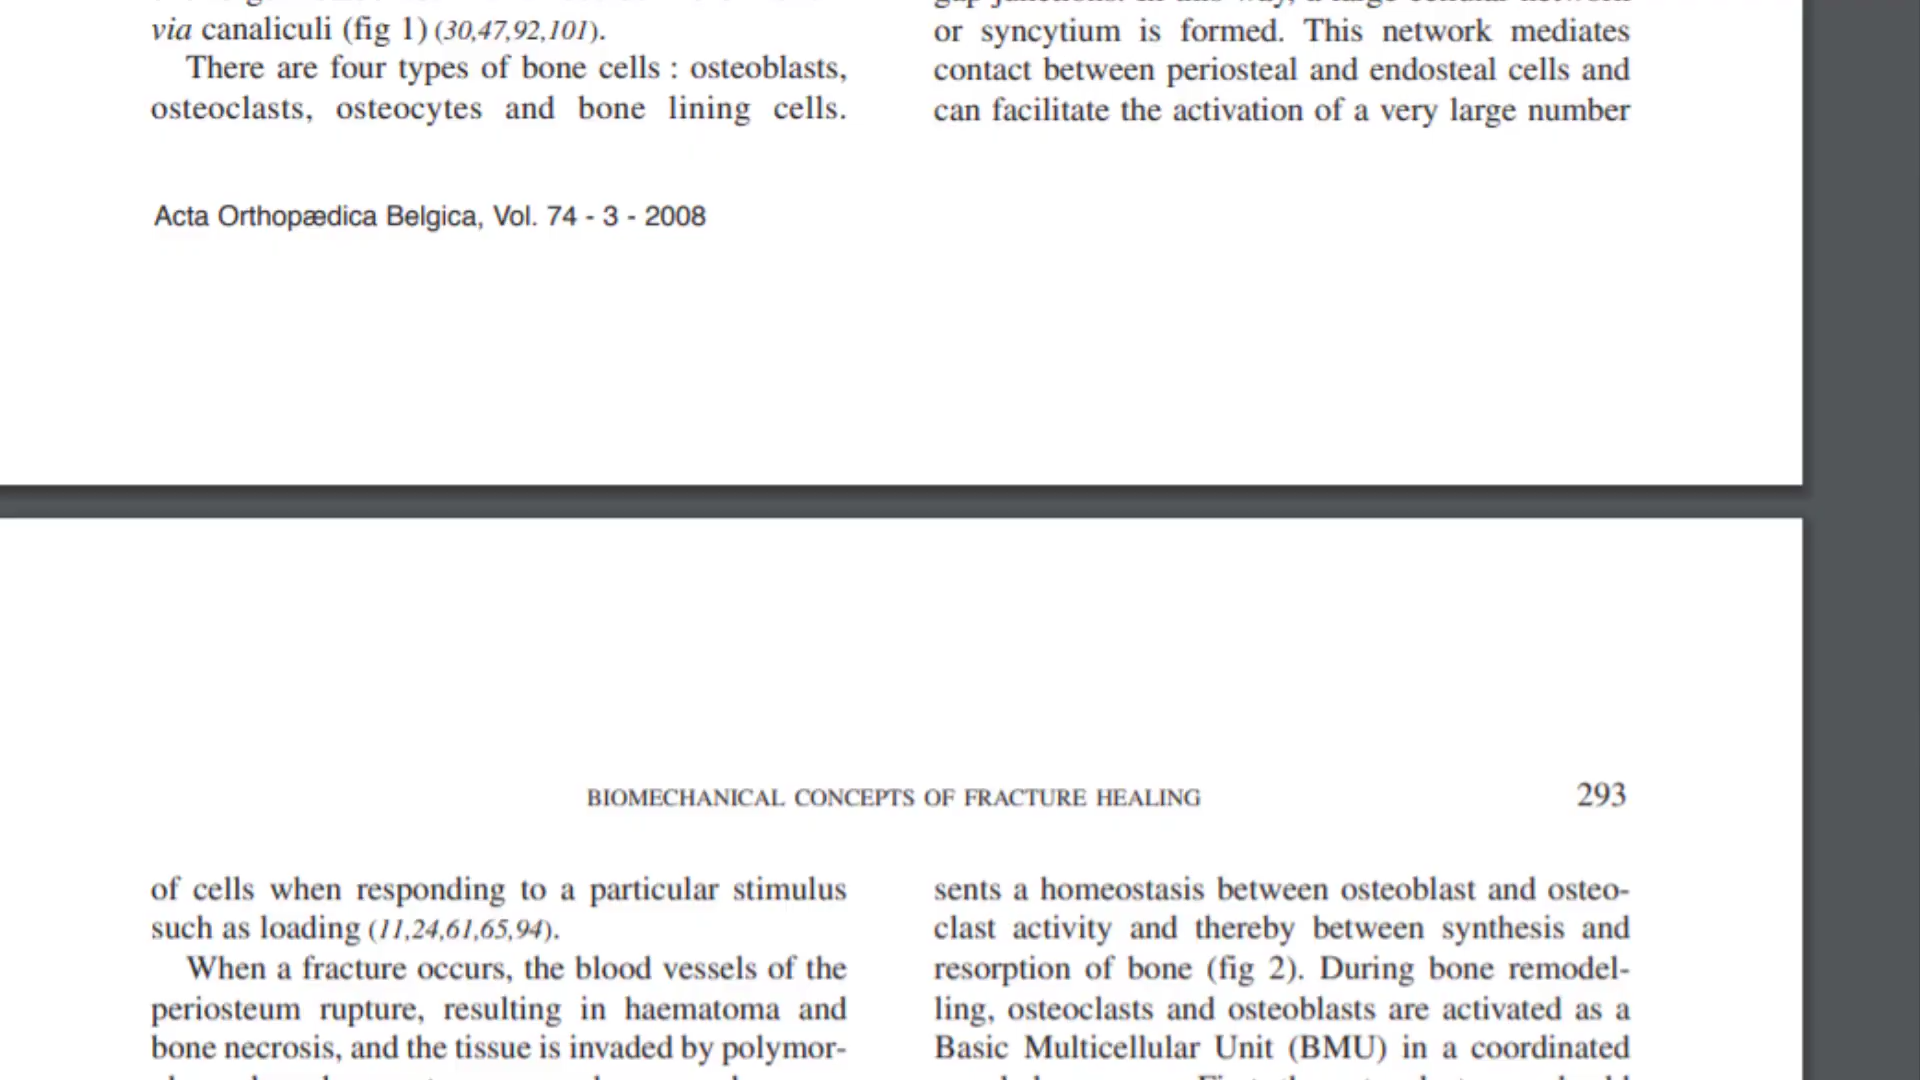 via canaliculi (fig 1) (30,47,92,101).
There are four types of bone cells : osteoblasts,
osteoclasts, osteocytes and bone lining cells.
or syncytium is formed. This network mediates
contact between periosteal and endosteal cells and
can facilitate the activation of a very large number
Acta Orthopædica Belgica, Vol. 74 - 3 - 2008
BIOMECHANICAL CONCEPTS OF FRACTURE HEALING
293
of cells when responding to a particular stimulus
such as loading (11,24,61,65,94).
When a fracture occurs, the blood vessels of the
periosteum rupture, resulting in haematoma and
bone necrosis, and the tissue is invaded by polymor-
sents a homeostasis between osteoblast and osteo-
clast activity and thereby between synthesis and
resorption of bone (fig 2). During bone remodel-
ling, osteoclasts and osteoblasts are activated as a
Basic Multicellular Unit (BMU) in a coordinated